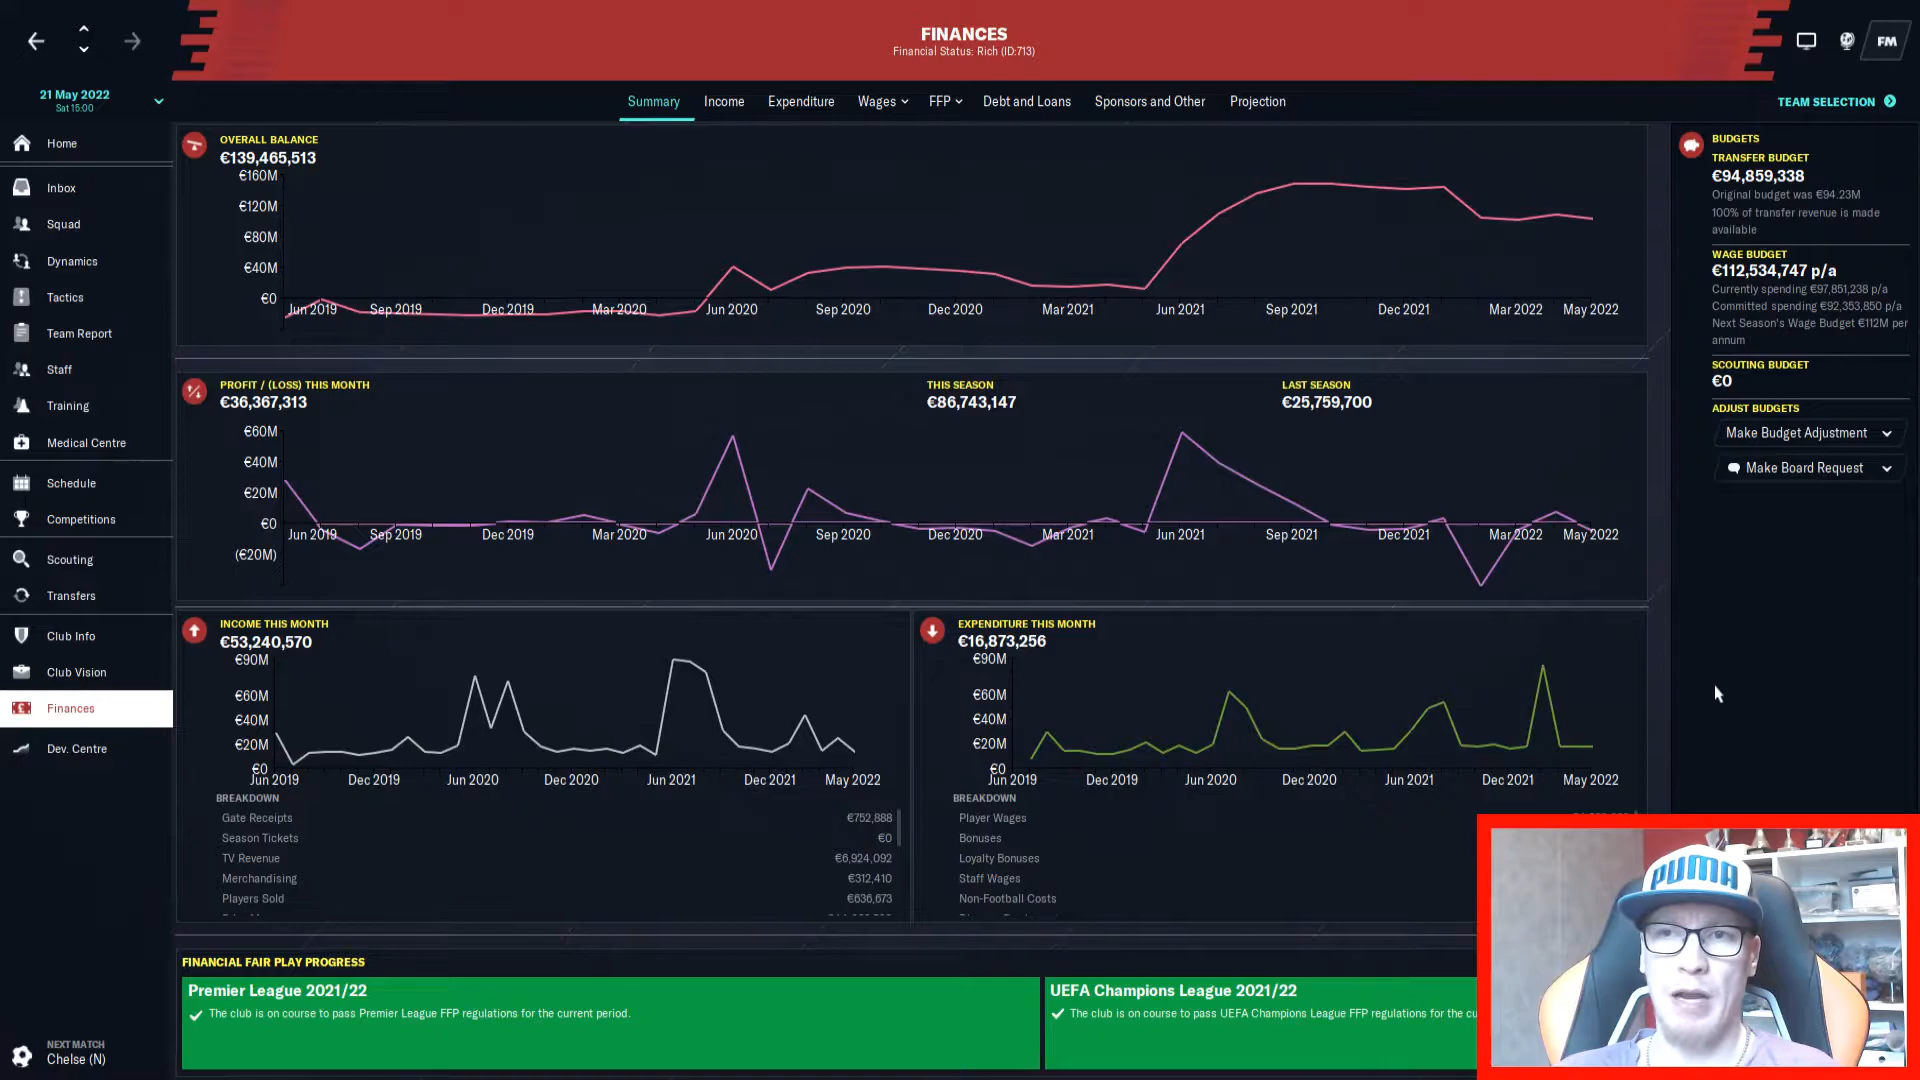 FINANCES
Financial Status: Rich (ID:713)
FM
21 May 2022
Sat 15:00
Summary
Income
Expenditure
Wages
FFP
Debt and Loans
Sponsors and Other
Projection
TEAM SELECTION
Home
Inbox
Squad
Dynamics
Tactics
Team Report
Staff
Training
Medical Centre
Schedule
Competitions
Scouting
Transfers
Club Info
Club Vision
Finances
Dev. Centre
NEXT MATCH
Chelse (N)
OVERALL BALANCE
€139,465,513
€160M
€120M
€80M
€40M
€0
Jun 2019 Sep 2019 Dec 2019 Mar 2020 Jun 2020 Sep 2020 Dec 2020 Mar 2021 Jun 2021 Sep 2021 Dec 2021 Mar 2022 May 2022
PROFIT / (LOSS) THIS MONTH
€36,367,313
THIS SEASON
€86,743,147
LAST SEASON
€25,759,700
€60M
€40M
€20M
€0
(€20M)
Jun 2019 Sep 2019 Dec 2019 Mar 2020 Jun 2020 Sep 2020 Dec 2020 Mar 2021 Jun 2021 Sep 2021 Dec 2021 Mar 2022 May 2022
INCOME THIS MONTH
€53,240,570
€90M
€60M
€40M
€20M
€0
Jun 2019 Dec 2019 Jun 2020 Dec 2020 Jun 2021 Dec 2021 May 2022
BREAKDOWN
Gate Receipts €752,888
Season Tickets €0
TV Revenue €6,924,092
Merchandising €312,410
Players Sold €636,673
EXPENDITURE THIS MONTH
€16,873,256
€90M
€60M
€40M
€20M
€0
Jun 2019 Dec 2019 Jun 2020 Dec 2020 Jun 2021 Dec 2021 May 2022
BREAKDOWN
Player Wages
Bonuses
Loyalty Bonuses
Staff Wages
Non-Football Costs
FINANCIAL FAIR PLAY PROGRESS
Premier League 2021/22
The club is on course to pass Premier League FFP regulations for the current period.
UEFA Champions League 2021/22
The club is on course to pass UEFA Champions League FFP regulations for the cu
BUDGETS
TRANSFER BUDGET
€94,859,338
Original budget was €94.23M
100% of transfer revenue is made
available
WAGE BUDGET
€112,534,747 p/a
Currently spending €97,851,238 p/a
Committed spending €92,353,850 p/a
Next Season's Wage Budget €112M per
annum
SCOUTING BUDGET
€0
ADJUST BUDGETS
Make Budget Adjustment
Make Board Request
PUMA